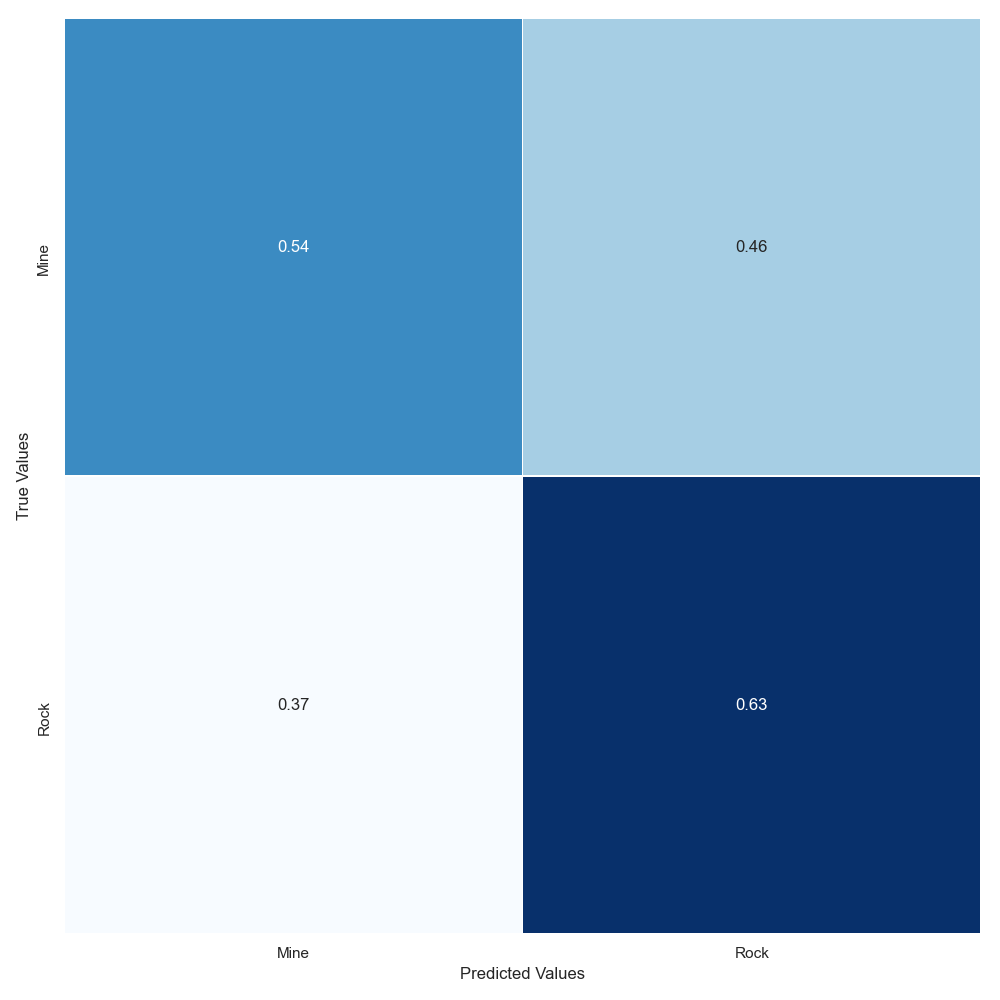 True Values
Mine
0.54
0.46
Rock
0.37
0.63
Mine
Rock
Predicted Values